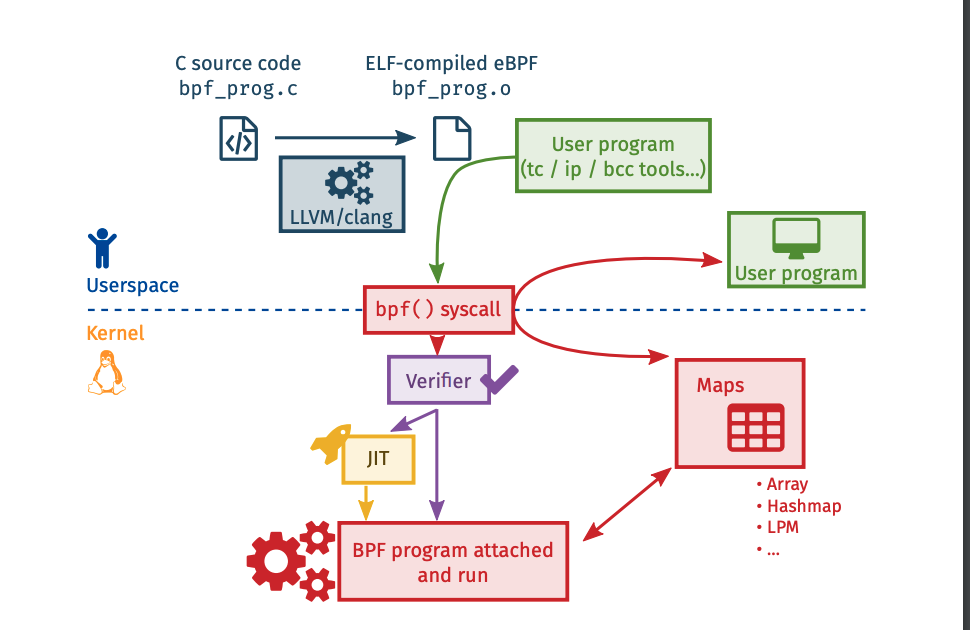 C source code
bpf_prog.c
ELF-compiled eBPF
bpf_prog.o
User program
(tc / ip / bcc tools...)
LLVM/clang
User program
Userspace
bpf() syscall
Kernel
Verifier
Maps
JIT
• Array
• Hashmap
• LPM
• ...
BPF program attached
and run